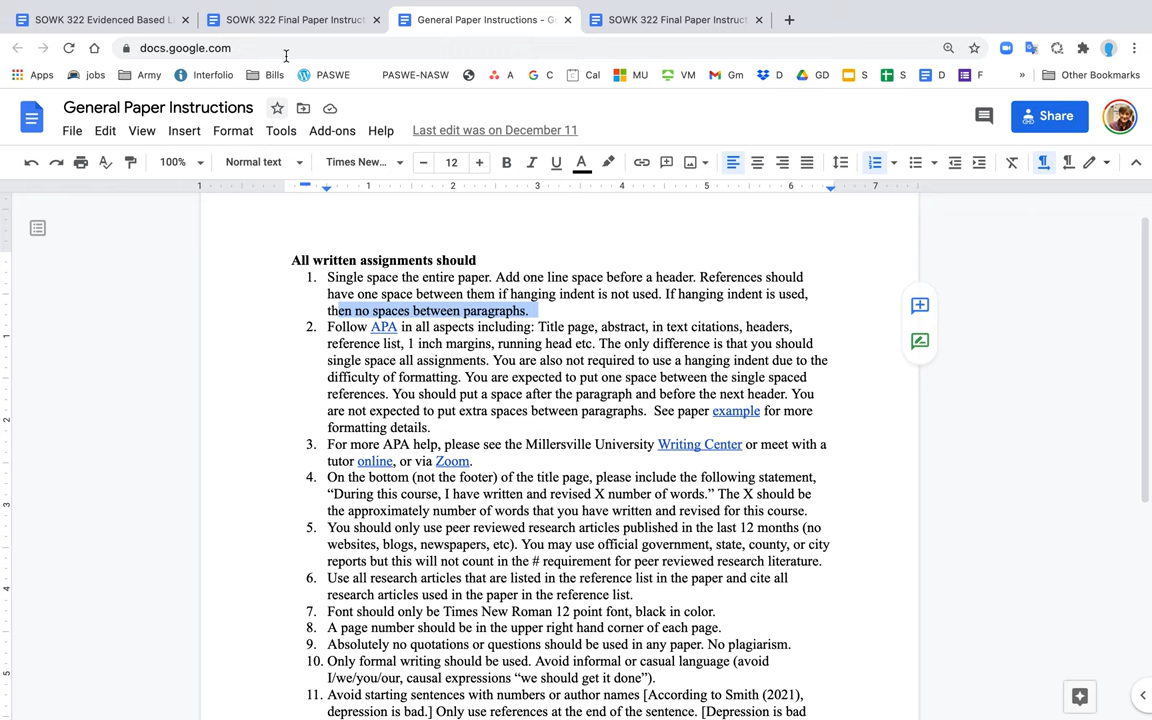 SOWK 322 Evidenced Based L
SOWK 322 Final Paper Instruct
General Paper Instructions - G
SOWK 322 Final Paper Instruct
docs.google.com
Apps
jobs
Army
Interfolio
Bills
PASWE
PASWE-NASW
A
C
Cal
MU
VM
Gm
D
GD
S
S
D
F
»
Other Bookmarks
General Paper Instructions
File Edit View Insert Format Tools Add-ons Help Last edit was on December 11
Share
100% Normal text Times New... 12 B I U A
1 1 2 3 4 5 6 7
All written assignments should
1. Single space the entire paper. Add one line space before a header. References should
have one space between them if hanging indent is not used. If hanging indent is used,
then no spaces between paragraphs.
2. Follow APA in all aspects including: Title page, abstract, in text citations, headers,
reference list, 1 inch margins, running head etc. The only difference is that you should
single space all assignments. You are also not required to use a hanging indent due to the
difficulty of formatting. You are expected to put one space between the single spaced
references. You should put a space after the paragraph and before the next header. You
are not expected to put extra spaces between paragraphs. See paper example for more
formatting details.
3. For more APA help, please see the Millersville University Writing Center or meet with a
tutor online, or via Zoom.
4. On the bottom (not the footer) of the title page, please include the following statement,
“During this course, I have written and revised X number of words.” The X should be
the approximately number of words that you have written and revised for this course.
5. You should only use peer reviewed research articles published in the last 12 months (no
websites, blogs, newspapers, etc). You may use official government, state, county, or city
reports but this will not count in the # requirement for peer reviewed research literature.
6. Use all research articles that are listed in the reference list in the paper and cite all
research articles used in the paper in the reference list.
7. Font should only be Times New Roman 12 point font, black in color.
8. A page number should be in the upper right hand corner of each page.
9. Absolutely no quotations or questions should be used in any paper. No plagiarism.
10. Only formal writing should be used. Avoid informal or casual language (avoid
I/we/you/our, causal expressions “we should get it done”).
11. Avoid starting sentences with numbers or author names [According to Smith (2021),
depression is bad.] Only use references at the end of the sentence. [Depression is bad